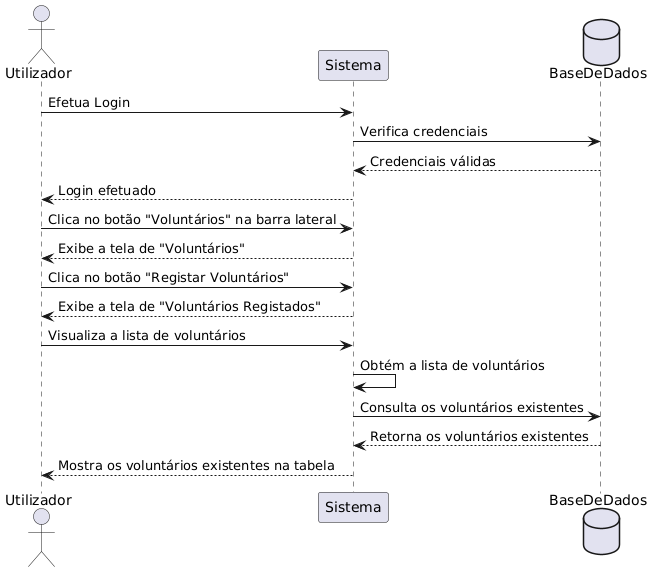 Utilizador
Sistema
BaseDeDados
Efetua Login
Verifica credenciais
Credenciais válidas
Login efetuado
Clica no botão "Voluntários" na barra lateral
Exibe a tela de "Voluntários"
Clica no botão "Registar Voluntários"
Exibe a tela de "Voluntários Registados"
Visualiza a lista de voluntários
Obtém a lista de voluntários
Consulta os voluntários existentes
Retorna os voluntários existentes
Mostra os voluntários existentes na tabela
Utilizador
Sistema
BaseDeDados